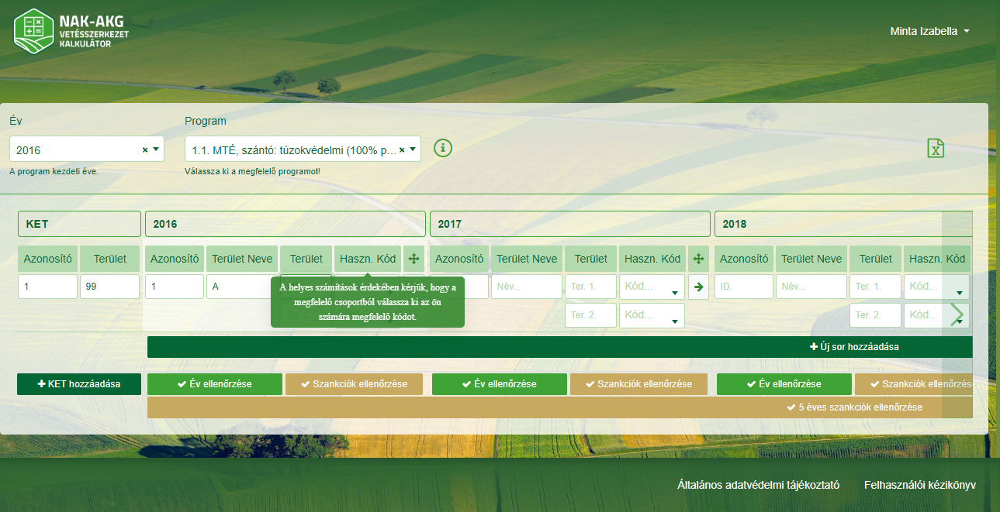 NAK-AKG
VETÉSSZERKEZET
KALKULÁTOR
Minta Izabella
Év
Program
2016
1.1. MTÉ, szántó: túzokvédelmi (100% p...
A program kezdeti éve.
Válassza ki a megfelelő programot!
KET
2016
2017
2018
Azonosító Terület Azonosító Terület Neve Terület Haszn. Kód Azonosító Terület Neve Terület Haszn. Kód Azonosító Terület Neve Terület Haszn. Kód
1 99 1 A Név... Ter. 1. Kód... ID. Név... Ter. 1. Kód...
A helyes számítások érdekében kérjük, hogy a
megfelelő csoportból válassza ki az ön
számára megfelelő kódot.
Ter. 2. Kód... Ter. 2. Kód...
Új sor hozzáadása
KET hozzáadása Év ellenőrzése Szankciók ellenőrzése Év ellenőrzése Szankciók ellenőrzése Év ellenőrzése Szankciók ellenőrzés
5 éves szankciók ellenőrzése
Általános adatvédelmi tájékoztató Felhasználói kézikönyv